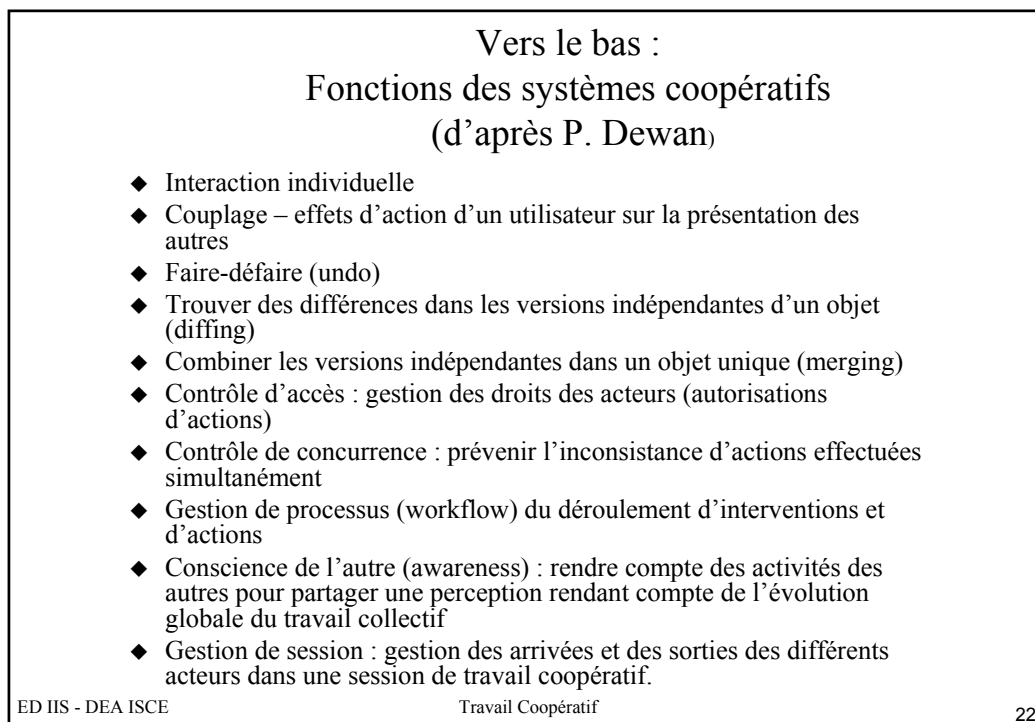 Vers le bas :
Fonctions des systèmes coopératifs
(d’après P. Dewan)
◆ Interaction individuelle
◆ Couplage – effets d’action d’un utilisateur sur la présentation des
autres
◆ Faire-défaire (undo)
◆ Trouver des différences dans les versions indépendantes d’un objet
(diffing)
◆ Combiner les versions indépendantes dans un objet unique (merging)
◆ Contrôle d’accès : gestion des droits des acteurs (autorisations
d’actions)
◆ Contrôle de concurrence : prévenir l’inconsistance d’actions effectuées
simultanément
◆ Gestion de processus (workflow) du déroulement d’interventions et
d’actions
◆ Conscience de l’autre (awareness) : rendre compte des activités des
autres pour partager une perception rendant compte de l’évolution
globale du travail collectif
◆ Gestion de session : gestion des arrivées et des sorties des différents
acteurs dans une session de travail coopératif.
ED IIS - DEA ISCE Travail Coopératif 22